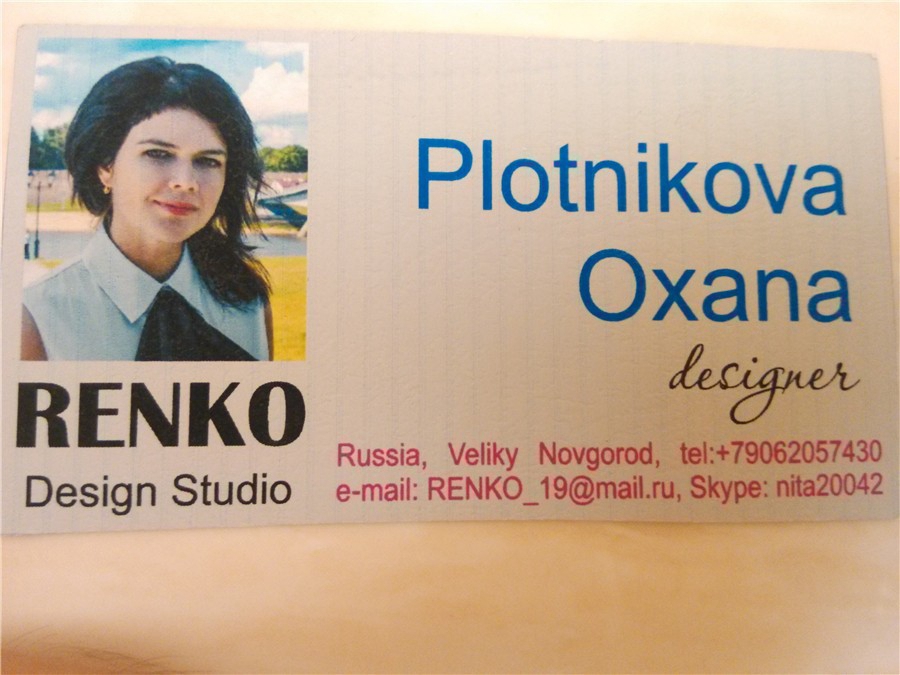 Plotnikova
Oxana
designer
RENKO
Design Studio
Russia, Veliky Novgorod, tel:+79062057430
e-mail: RENKO_19@mail.ru, Skype: nita20042